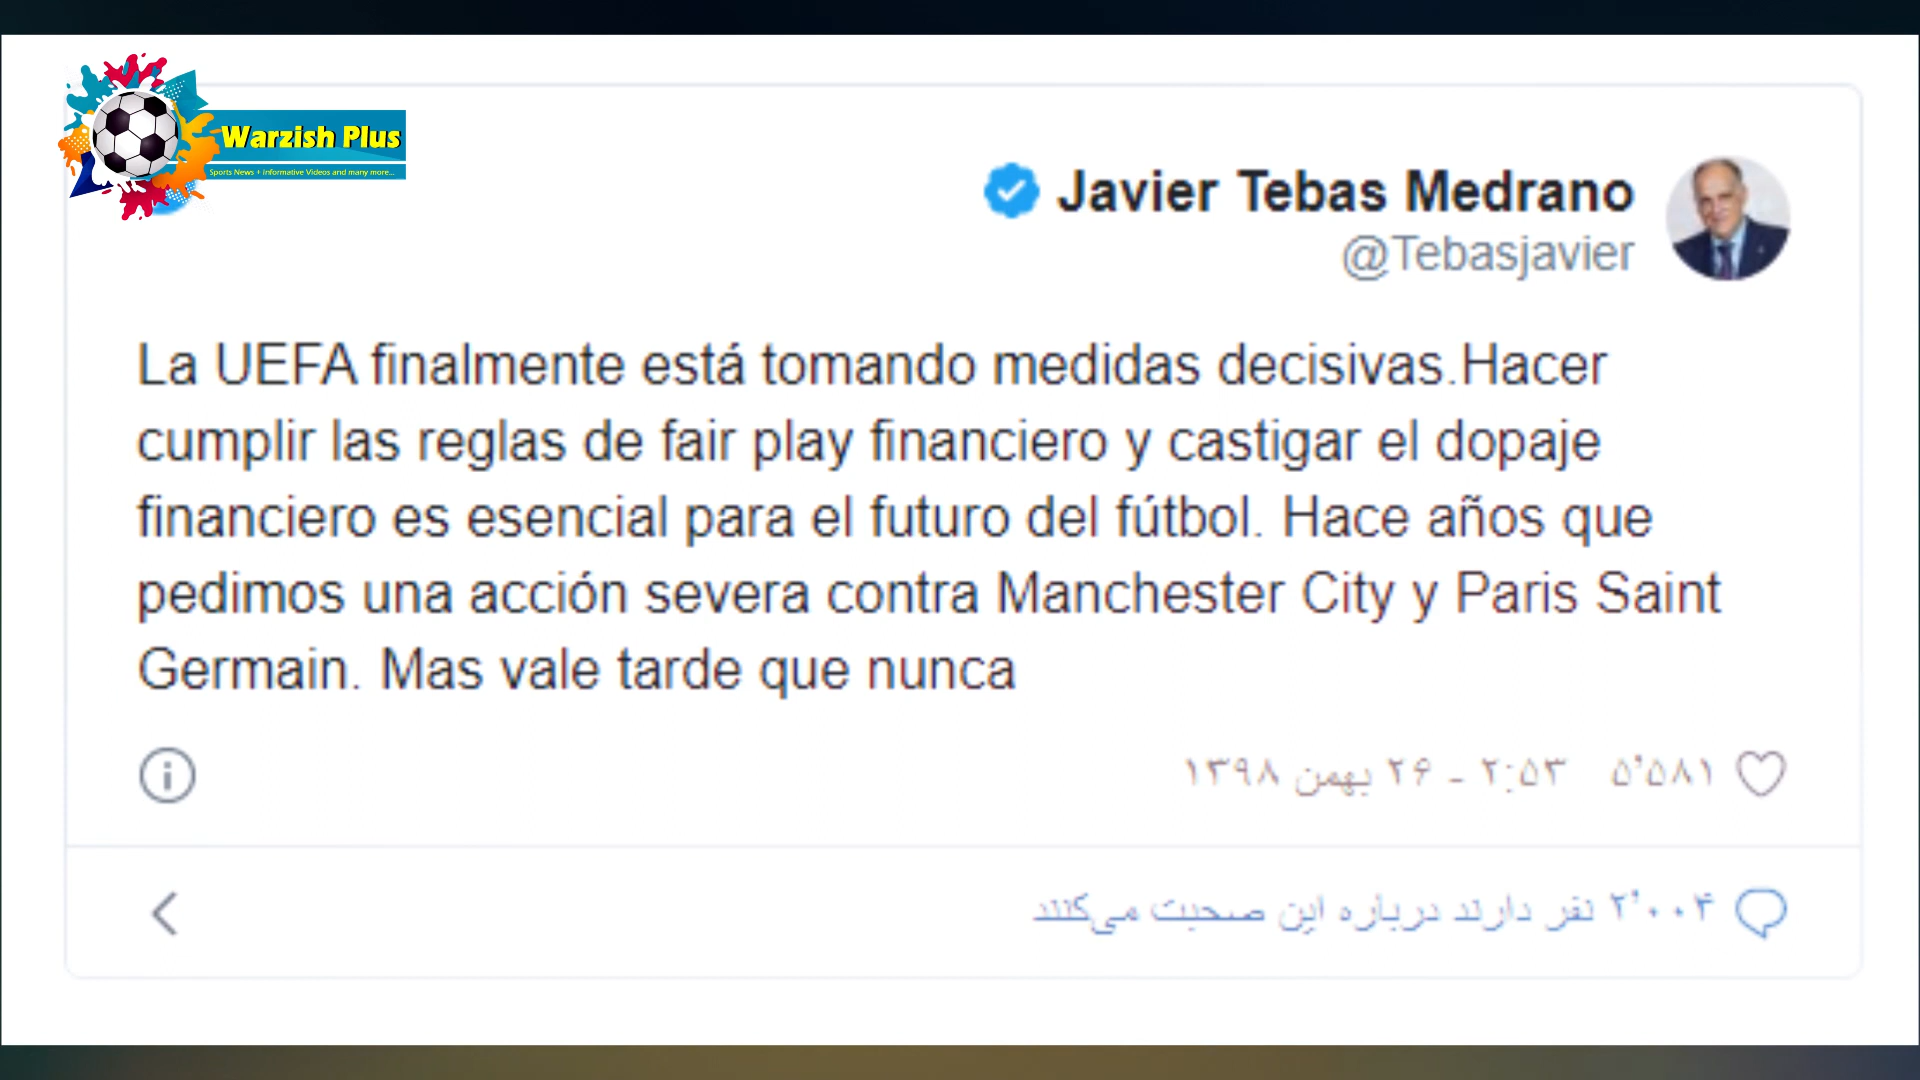 Warzish Plus
Sports News + Informative Videos and many more...
Javier Tebas Medrano
@Tebasjavier
La UEFA finalmente está tomando medidas decisivas.Hacer
cumplir las reglas de fair play financiero y castigar el dopaje
financiero es esencial para el futuro del fútbol. Hace años que
pedimos una acción severa contra Manchester City y Paris Saint
Germain. Mas vale tarde que nunca
۵٬۵۸۱ ۲:۵۳ - ۲۶ بهمن ۱۳۹۸
۲٬۰۰۴ نفر دارند درباره این صحبت می‌کنند